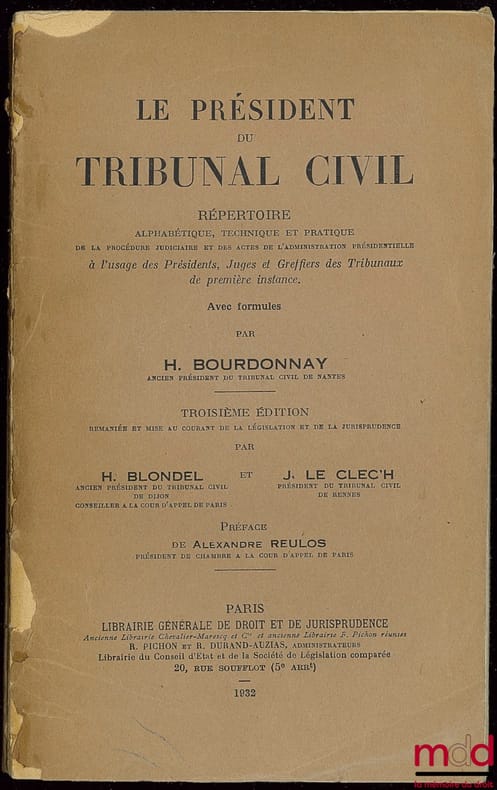 LE PRÉSIDENT
DU
TRIBUNAL CIVIL
RÉPERTOIRE
ALPHABÉTIQUE, TECHNIQUE ET PRATIQUE
DE LA PROCÉDURE JUDICIAIRE ET DES ACTES DE L'ADMINISTRATION PRÉSIDENTIELLE
à l'usage des Présidents, Juges et Greffiers des Tribunaux
de première instance.
Avec formules
PAR
H. BOURDONNAY
ANCIEN PRÉSIDENT DU TRIBUNAL CIVIL DE NANTES
TROISIÈME ÉDITION
REMANIÉE ET MISE AU COURANT DE LA LÉGISLATION ET DE LA JURISPRUDENCE
PAR
H. BLONDEL ET J. LE CLEC'H
ANCIEN PRÉSIDENT DU TRIBUNAL CIVIL
DE DIJON
CONSEILLER A LA COUR D'APPEL DE PARIS
PRÉSIDENT DU TRIBUNAL CIVIL
DE RENNES
PRÉFACE
DE ALEXANDRE REULOS
PRÉSIDENT DE CHAMBRE A LA COUR D'APPEL DE PARIS
PARIS
LIBRAIRIE GÉNÉRALE DE DROIT ET DE JURISPRUDENCE
Ancienne Librairie Chevalier-Marescq et Cie et ancienne Librairie F. Pichon réunies
R. PICHON ET R. DURAND-AUZIAS, ADMINISTRATEURS
Librairie du Conseil d'Etat et de la Société de Législation comparée
20, RUE SOUFFLOT (5e ARRt)
1932
mdd
la mémoire du droit